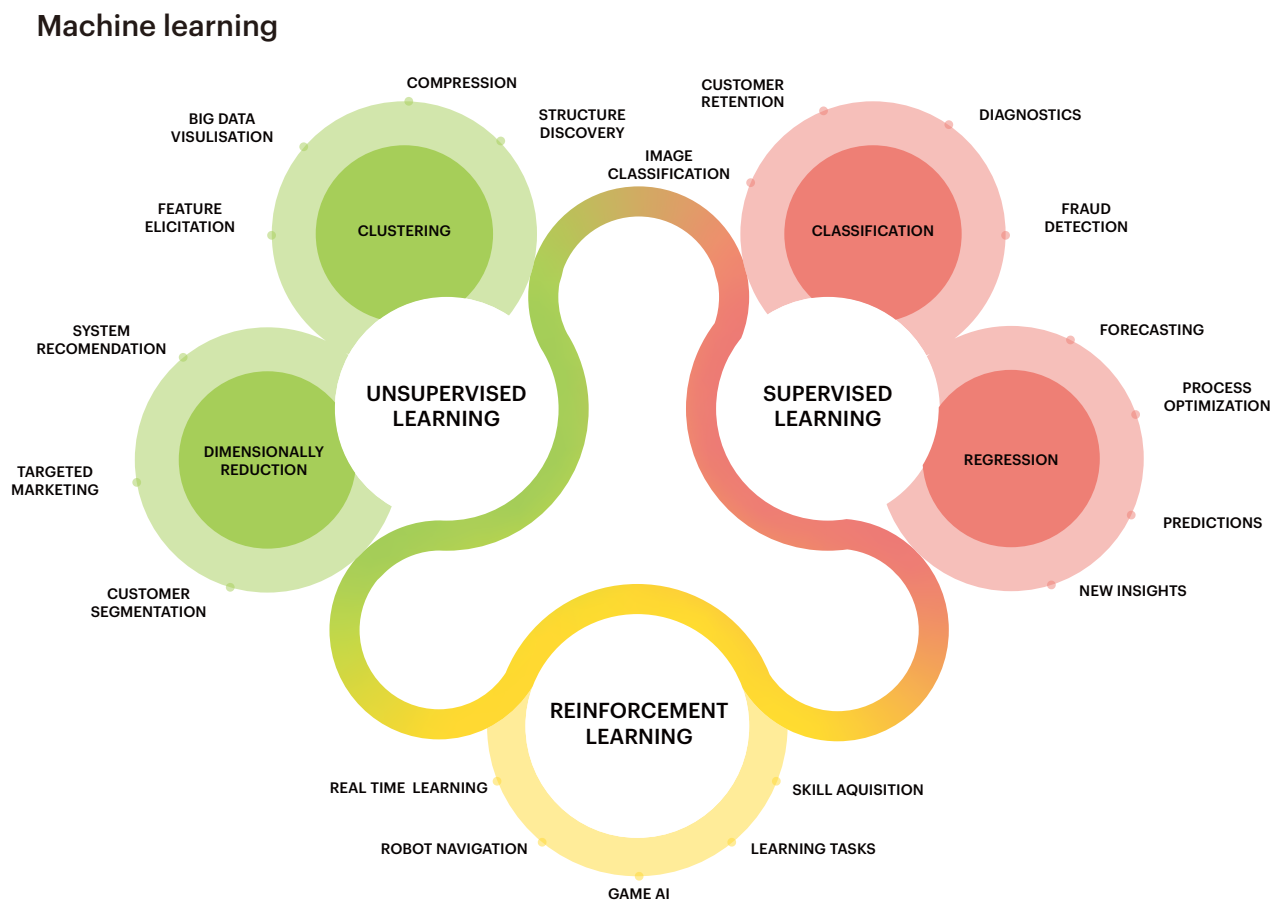 Machine learning
COMPRESSION
BIG DATA
VISULISATION
STRUCTURE
DISCOVERY
FEATURE
ELICITATION
CLUSTERING
SYSTEM
RECOMENDATION
UNSUPERVISED
LEARNING
DIMENSIONALLY
REDUCTION
TARGETED
MARKETING
CUSTOMER
SEGMENTATION
CUSTOMER
RETENTION
DIAGNOSTICS
IMAGE
CLASSIFICATION
FRAUD
DETECTION
CLASSIFICATION
SUPERVISED
LEARNING
FORECASTING
PROCESS
OPTIMIZATION
REGRESSION
PREDICTIONS
NEW INSIGHTS
REINFORCEMENT
LEARNING
REAL TIME  LEARNING
SKILL AQUISITION
ROBOT NAVIGATION
LEARNING TASKS
GAME AI